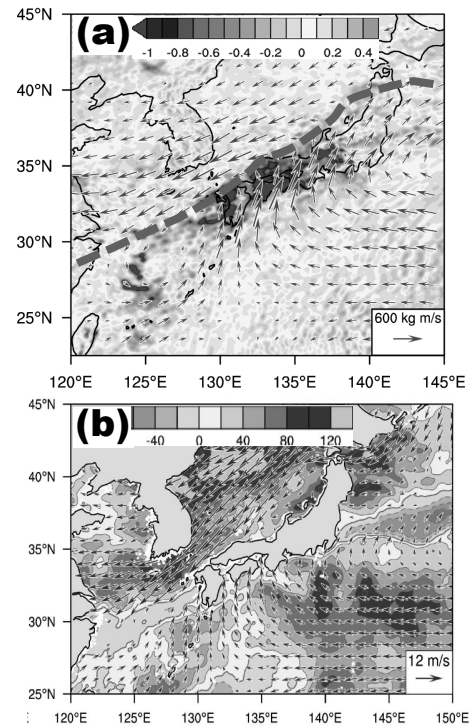 45°N
(a)
-1 -0.8 -0.6 -0.4 -0.2 0 0.2 0.4
40°N
35°N
30°N
25°N
600 kg m/s
120°E 125°E 130°E 135°E 140°E 145°E
45°N
(b)
-40 0 40 80 120
40°N
35°N
30°N
12 m/s
25°N
120°E 125°E 130°E 135°E 140°E 145°E 150°E